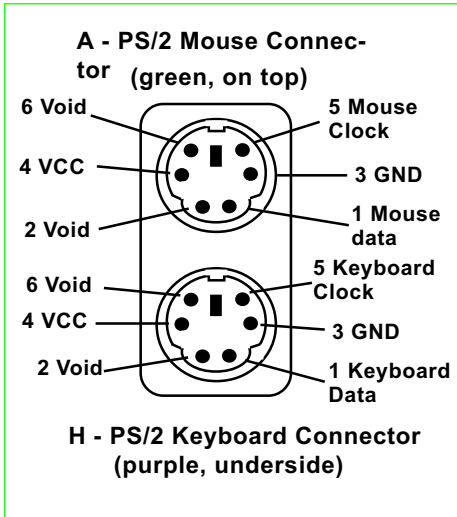 A - PS/2 Mouse Connec-
tor (green, on top)
6 Void
5 Mouse
Clock
4 VCC
3 GND
2 Void
1 Mouse
data
6 Void
5 Keyboard
Clock
4 VCC
3 GND
2 Void
1 Keyboard
Data
H - PS/2 Keyboard Connector
(purple, underside)